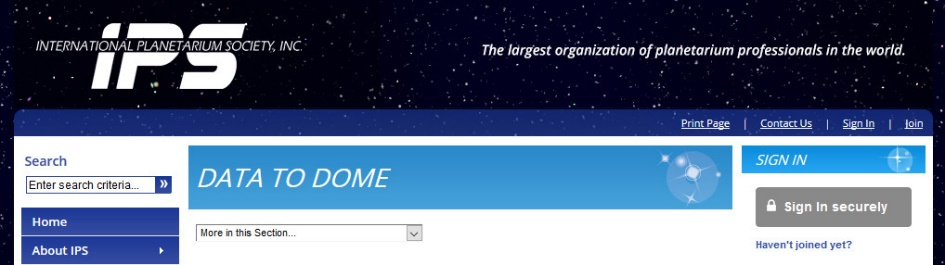 INTERNATIONAL PLANETARIUM SOCIETY, INC.
IPS
The largest organization of planetarium professionals in the world.
Print Page | Contact Us | Sign In | Join
Search
Enter search criteria... »
Home
About IPS
DATA TO DOME
More in this Section...
SIGN IN
Sign In securely
Haven't joined yet?